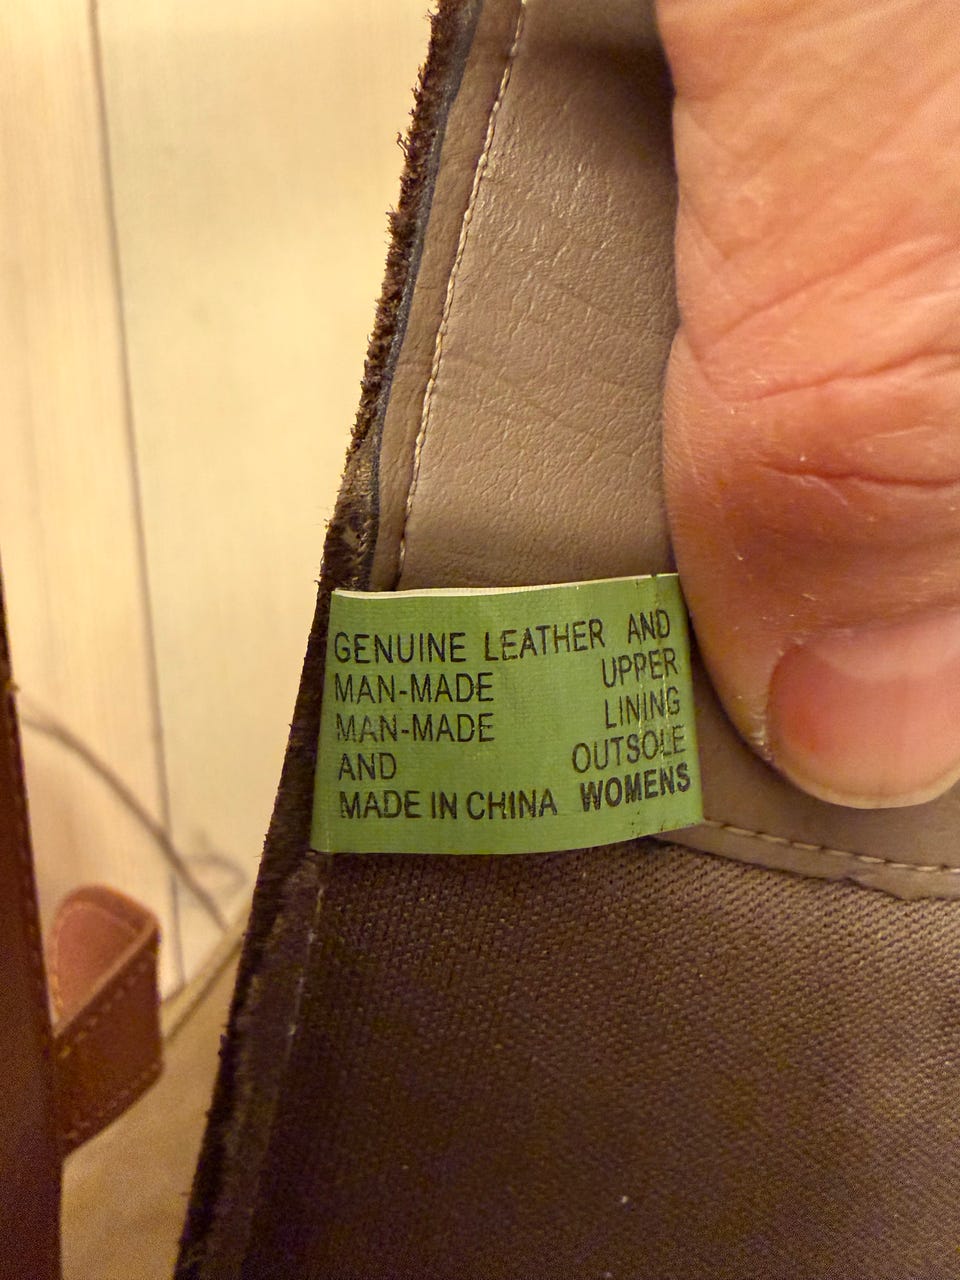 GENUINE LEATHER AND
MAN-MADE UPPER
MAN-MADE LINING
AND OUTSOLE
MADE IN CHINA WOMENS